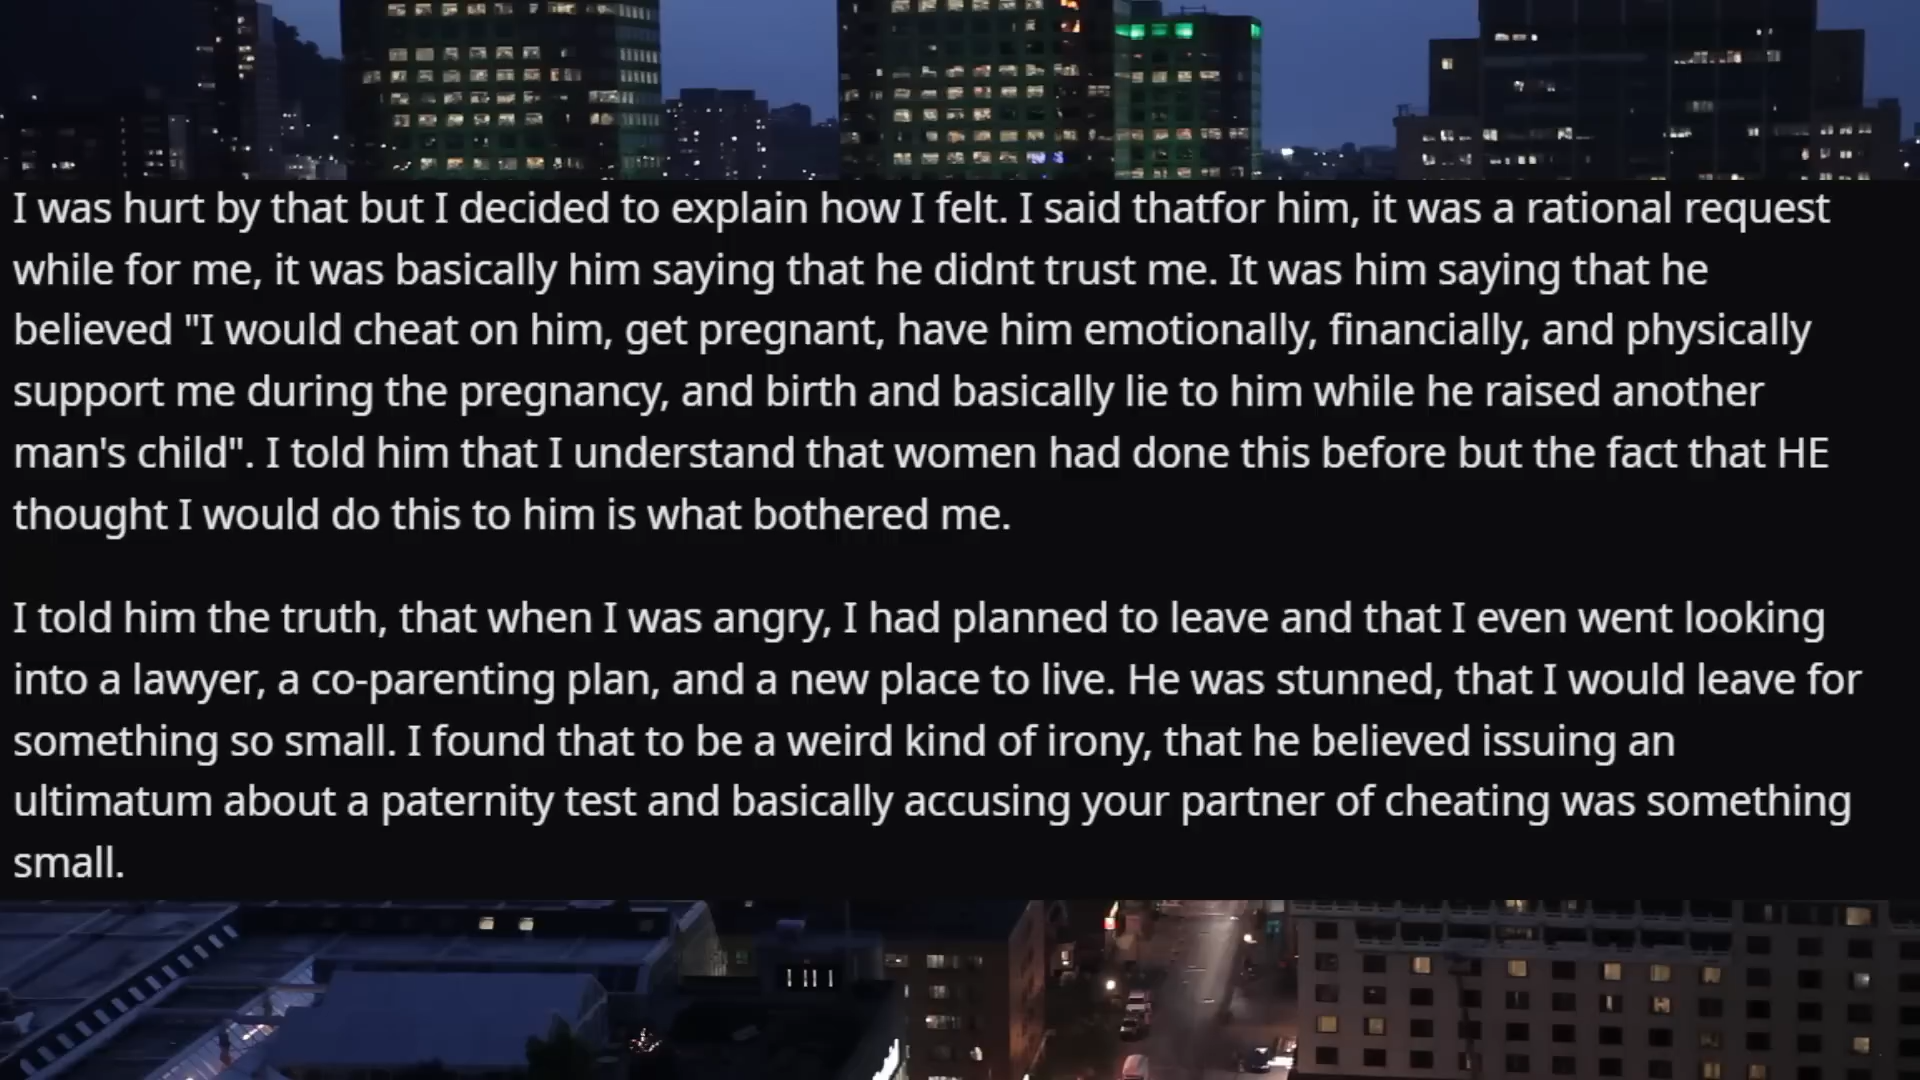 I was hurt by that but I decided to explain how I felt. I said thatfor him, it was a rational request
while for me, it was basically him saying that he didnt trust me. It was him saying that he
believed "I would cheat on him, get pregnant, have him emotionally, financially, and physically
support me during the pregnancy, and birth and basically lie to him while he raised another
man's child". I told him that I understand that women had done this before but the fact that HE
thought I would do this to him is what bothered me.
I told him the truth, that when I was angry, I had planned to leave and that I even went looking
into a lawyer, a co-parenting plan, and a new place to live. He was stunned, that I would leave for
something so small. I found that to be a weird kind of irony, that he believed issuing an
ultimatum about a paternity test and basically accusing your partner of cheating was something
small.